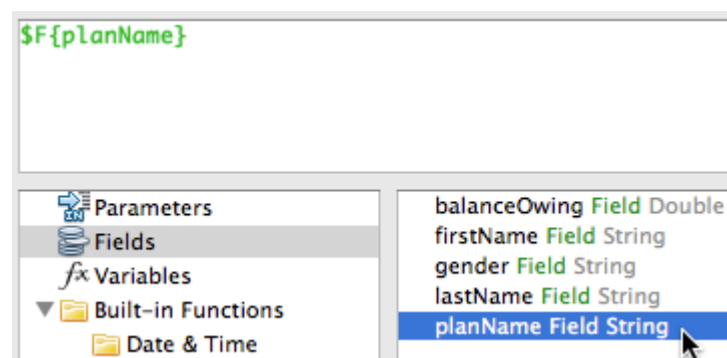 $F{planName}
Parameters
Fields
fx Variables
Built-in Functions
Date & Time
balanceOwing Field Double
firstName Field String
gender Field String
lastName Field String
planName Field String